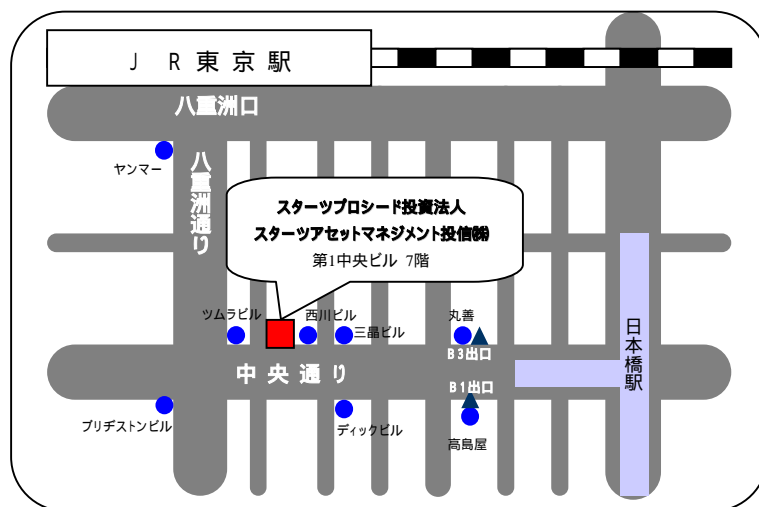 JR東京駅
八重洲口
ヤンマー
八重洲通り
スターツプロシード投資法人
スターツアセットマネジメント投信㈱
第1中央ビル 7階
ツムラビル
西川ビル
三晶ビル
丸善
B3出口
日本橋駅
中央通り
B1出口
ブリヂストンビル
ディックビル
高島屋